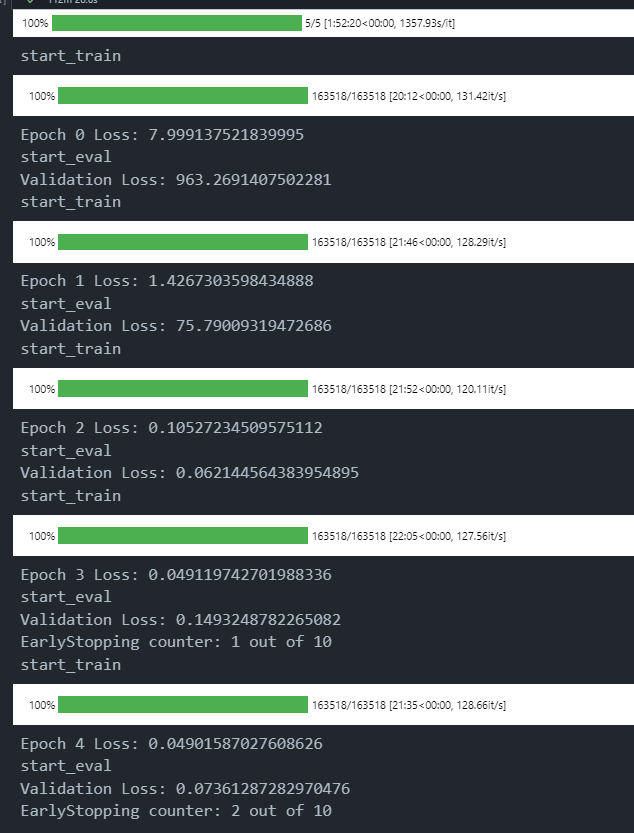 100% 5/5 [1:52:20<00:00, 1357.93s/it]
start_train
100% 163518/163518 [20:12<00:00, 131.42it/s]
Epoch 0 Loss: 7.999137521839995
start_eval
Validation Loss: 963.2691407502281
start_train
100% 163518/163518 [21:46<00:00, 128.29it/s]
Epoch 1 Loss: 1.4267303598434888
start_eval
Validation Loss: 75.79009319472686
start_train
100% 163518/163518 [21:52<00:00, 120.11it/s]
Epoch 2 Loss: 0.10527234509575112
start_eval
Validation Loss: 0.062144564383954895
start_train
100% 163518/163518 [22:05<00:00, 127.56it/s]
Epoch 3 Loss: 0.049119742701988336
start_eval
Validation Loss: 0.1493248782265082
EarlyStopping counter: 1 out of 10
start_train
100% 163518/163518 [21:35<00:00, 128.66it/s]
Epoch 4 Loss: 0.04901587027608626
start_eval
Validation Loss: 0.07361287282970476
EarlyStopping counter: 2 out of 10